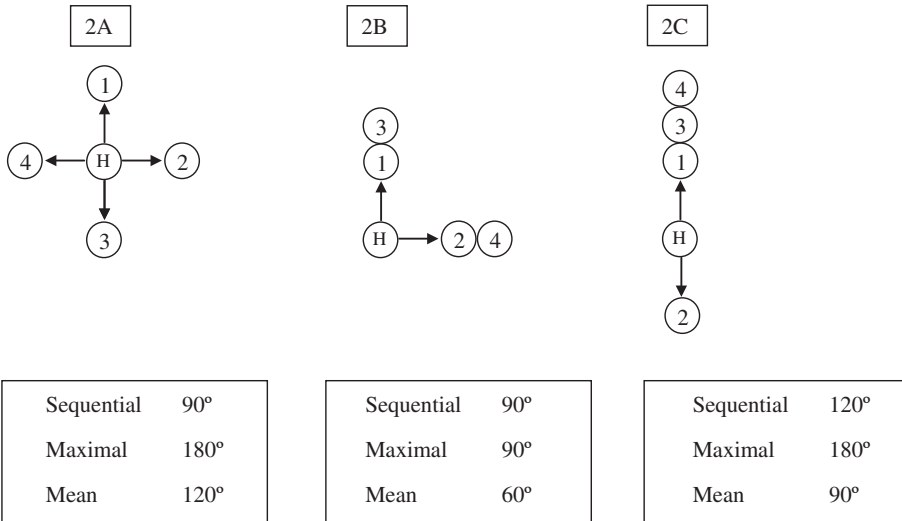 2A
2B
2C
1
4 H 2
3
3
1
H 2 4
4
3
1
H
2
Sequential 90º
Maximal 180º
Mean 120º
Sequential 90º
Maximal 90º
Mean 60º
Sequential 120º
Maximal 180º
Mean 90º